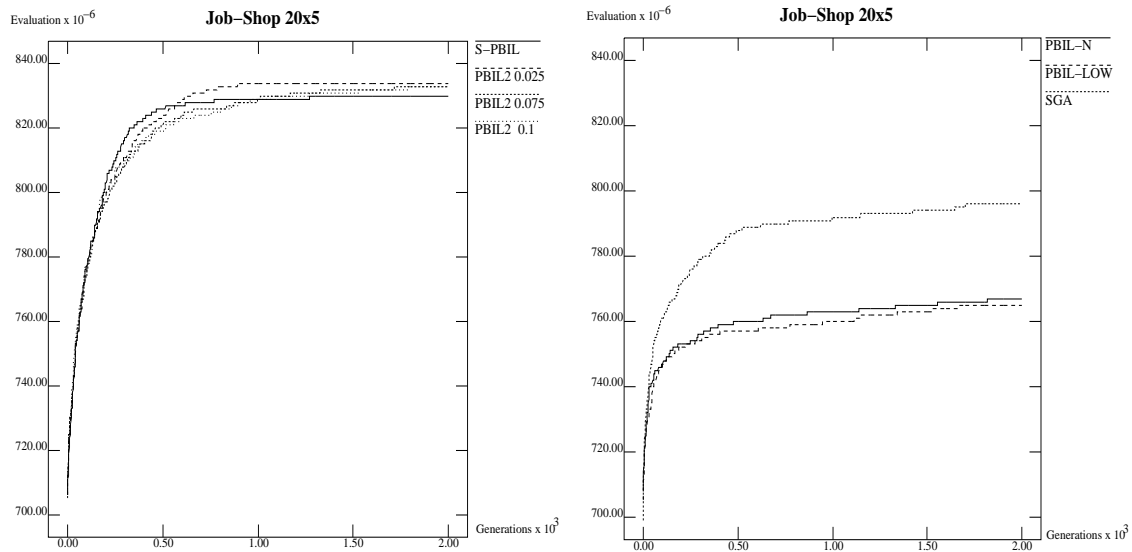 Evaluation x 10-6
Job–Shop 20x5
840.00
820.00
800.00
780.00
760.00
740.00
720.00
700.00
0.00
0.50
1.00
1.50
2.00
Generations x 103
S–PBIL
PBIL2 0.025
PBIL2 0.075
PBIL2 0.1
Evaluation x 10-6
Job–Shop 20x5
840.00
820.00
800.00
780.00
760.00
740.00
720.00
700.00
0.00
0.50
1.00
1.50
2.00
Generations x 103
PBIL–N
PBIL–LOW
SGA